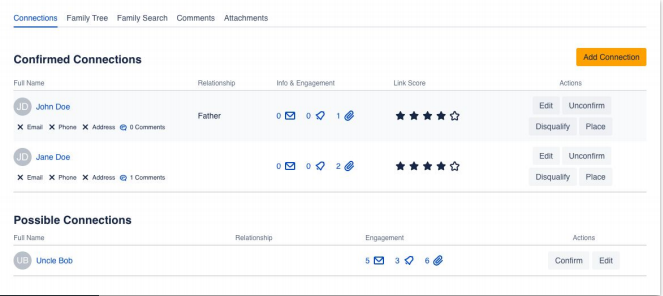 Connections Family Tree Family Search Comments Attachments
Confirmed Connections
Add Connection
Full Name Relationship Info & Engagement Link Score Actions
JD John Doe
Father
0 0 1
Edit Unconfirm
Disqualify Place
X Email X Phone X Address 0 Comments
JD Jane Doe
0 0 2
Edit Unconfirm
Disqualify Place
X Email X Phone X Address 1 Comments
Possible Connections
Full Name Relationship Engagement Actions
UB Uncle Bob 5 3 6 Confirm Edit